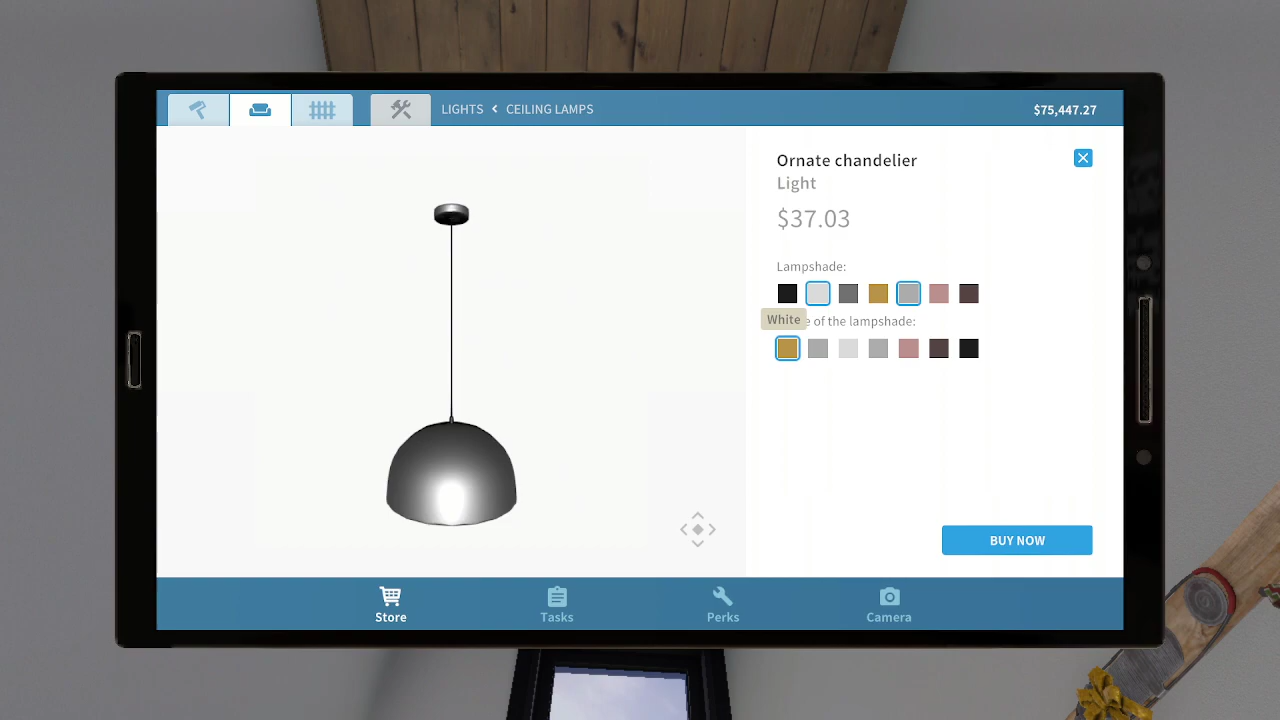 LIGHTS < CEILING LAMPS
$75,447.27
Ornate chandelier
Light
$37.03
Lampshade:
White
e of the lampshade:
BUY NOW
Store
Tasks
Perks
Camera